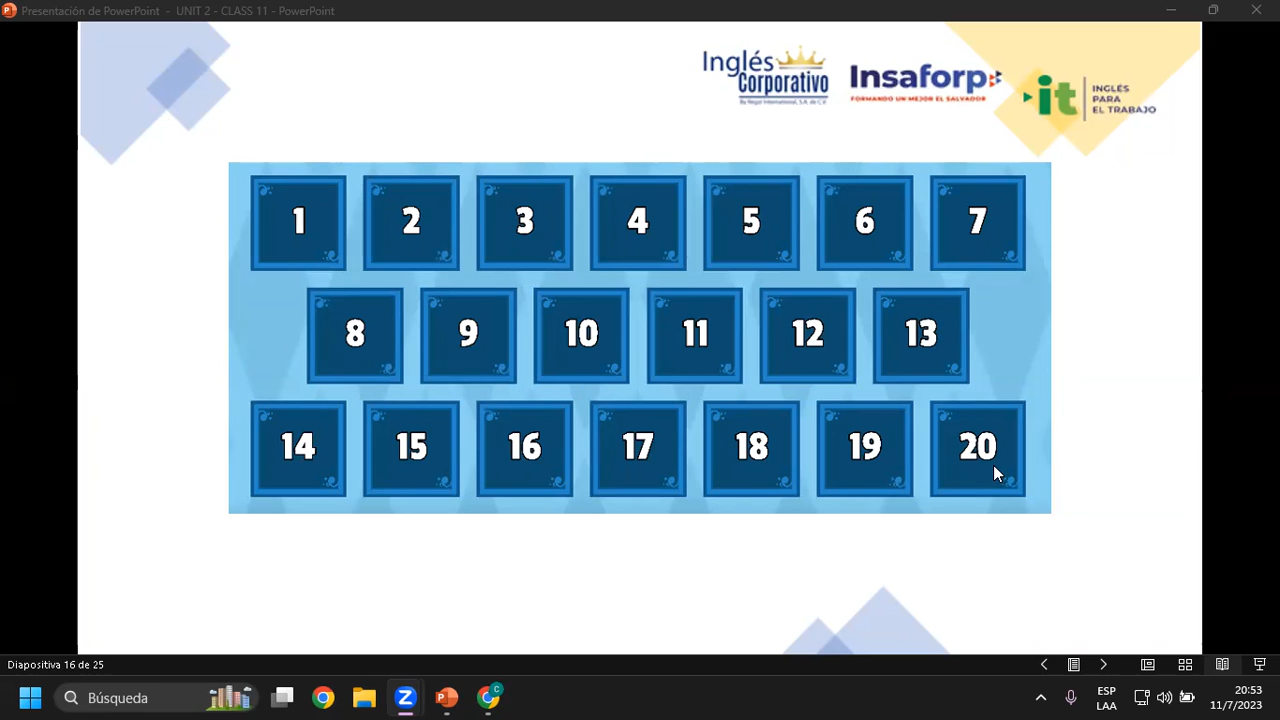 Presentación de PowerPoint - UNIT 2 - CLASS 11 - PowerPoint
Inglés
Corporativo
Insaforp
FORMANDO UN MEJOR EL SALVADOR
it
INGLÉS
PARA
EL TRABAJO
1 2 3 4 5 6 7
8 9 10 11 12 13
14 15 16 17 18 19 20
Diapositiva 16 de 25
Búsqueda
ESP
LAA
20:53
11/7/2023